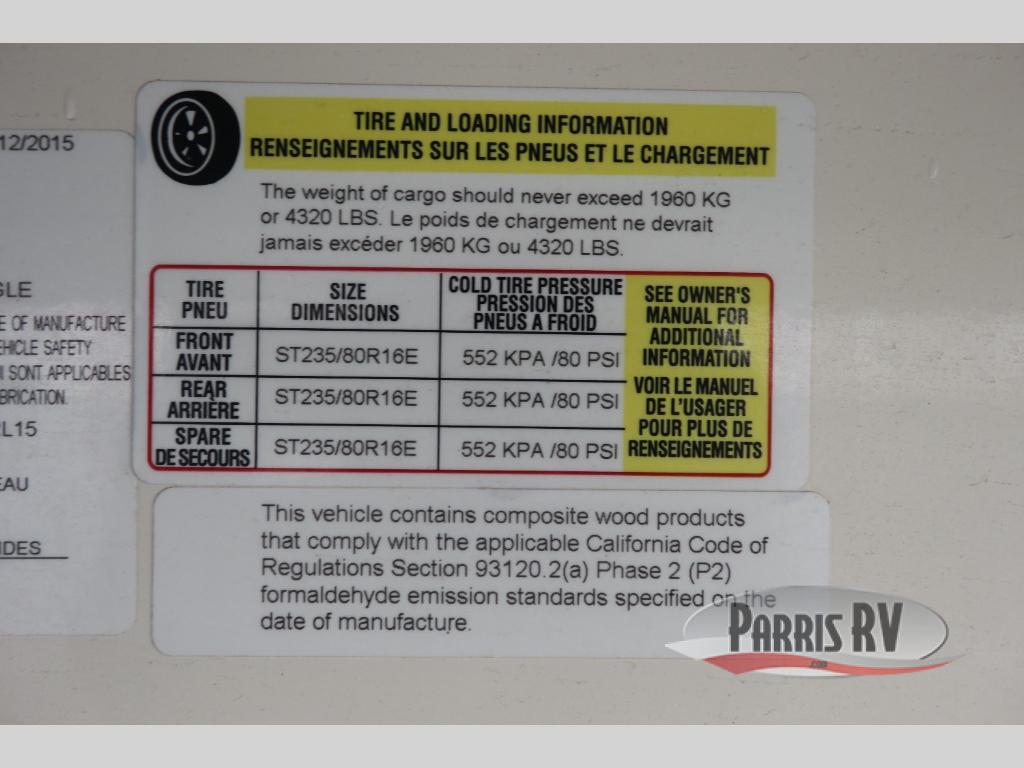 12/2015
GLE
E OF MANUFACTURE
EHICLE SAFETY
I SONT APPLICABLES
BRICATION.
L15
EAU
IDES
TIRE AND LOADING INFORMATION
RENSEIGNEMENTS SUR LES PNEUS ET LE CHARGEMENT
The weight of cargo should never exceed 1960 KG
or 4320 LBS. Le poids de chargement ne devrait
jamais excéder 1960 KG ou 4320 LBS.
TIRE
PNEU
SIZE
DIMENSIONS
COLD TIRE PRESSURE
PRESSION DES
PNEUS A FROID
FRONT
AVANT
ST235/80R16E
552 KPA /80 PSI
REAR
ARRIÈRE
ST235/80R16E
552 KPA /80 PSI
SPARE
DE SECOURS
ST235/80R16E
552 KPA /80 PSI
SEE OWNER'S
MANUAL FOR
ADDITIONAL
INFORMATION
VOIR LE MANUEL
DE L'USAGER
POUR PLUS DE
RENSEIGNEMENTS
This vehicle contains composite wood products
that comply with the applicable California Code of
Regulations Section 93120.2(a) Phase 2 (P2)
formaldehyde emission standards specified on the
date of manufacture.
PARRIS RV
.com